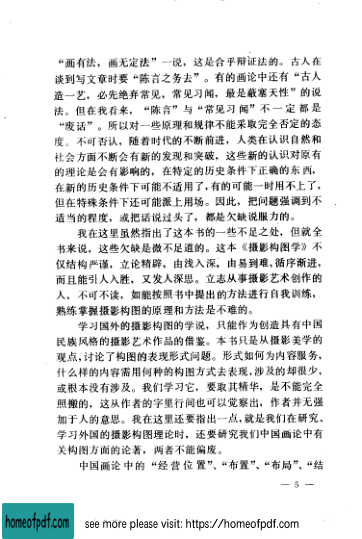 “画有法，画无定法”一说，这是合乎辩证法的。古人在
谈到写文章时要“陈言之务去”。有的画论中还有“古人
造一艺，必先绝弃常见，常见习闻，最是蔽塞天性”的说
法。但在我看来，“陈言”与“常见习闻”不一定都是
“废话”。所以对一些原理和规律不能采取完全否定的态
度。不可否认，随着时代的不断前进，人类在认识自然和
社会方面不断会有新的发现和突破，这些新的认识对原有
的理论是会有影响的，在特定的历史条件下正确的东西，
在新的历史条件下可能不适用了，有的可能一时用不上了，
但在特殊条件下还可能派上用场。因此，把问题强调到不
适当的程度，或把话说过头了，都是欠缺说服力的。
我在这里虽然指出了这本书的一些不足之处，但就全
书来说，这些欠缺是微不足道的。这本《摄影构图学》不
仅结构严谨，立论精辟，由浅入深，由易到难，循序渐进，
而且能引人入胜，又发人深思。立志从事摄影艺术创作的
人，不可不读，如能按照书中提出的方法进行自我训练，
熟练掌握摄影构图的原理和方法是不难的。
学习国外的摄影构图的学说，只能作为创造具有中国
民族风格的摄影艺术作品的借鉴。本书只是从摄影美学的
观点，讨论了构图的表现形式问题。形式如何为内容服务，
什么样的内容需用何种的构图方式去表现，涉及的却很少，
或根本没有涉及。我们学习它，要取其精华，是不能完全
照搬的，这从作者的字里行间也可以觉察出，作者并无强
加于人的意思。我在这里还要指出一点，就是我们在研究、
学习外国的摄影构图理论时，还要研究我们中国画论中有
关构图方面的论著，两者不能偏废。
中国画论中的“经营位置”、“布置”、“布局”、“结
— 5 —
homeofpdf.com
see more please visit: https://homeofpdf.com